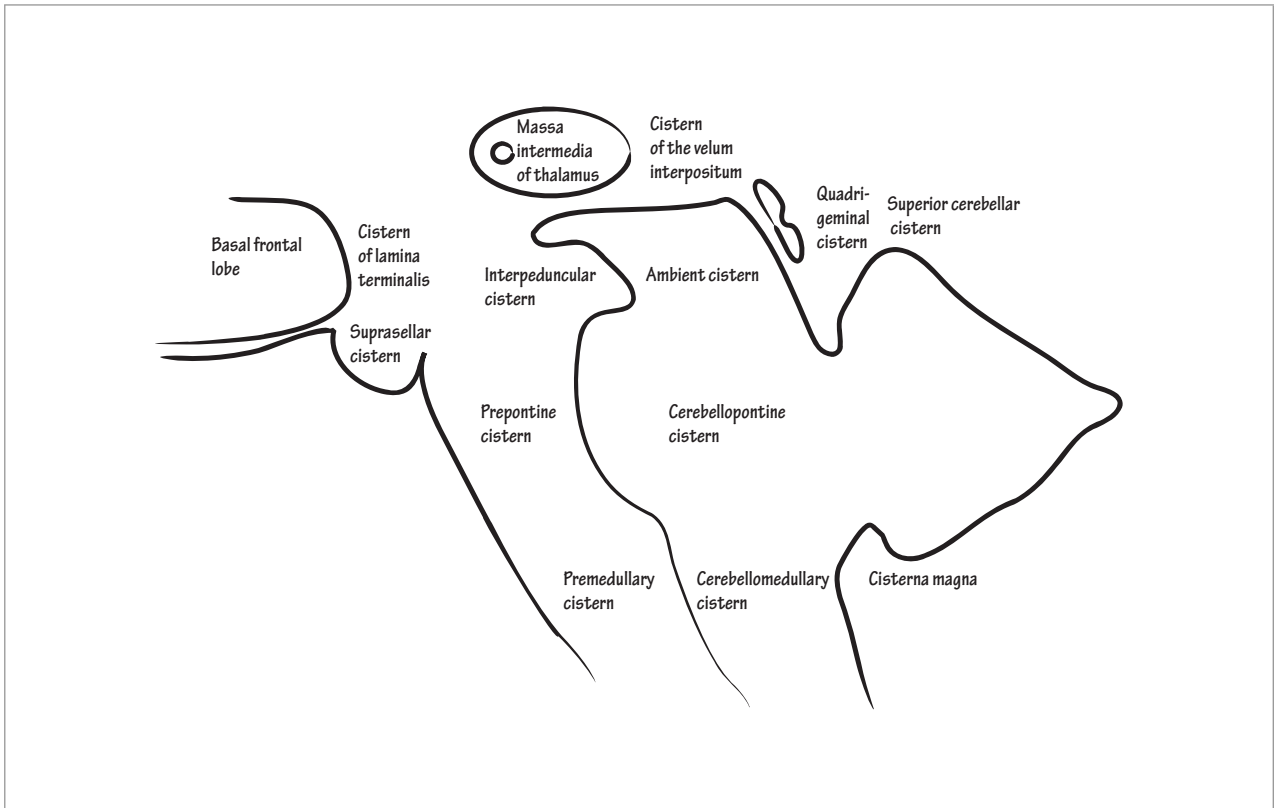 Massa
intermedia
of thalamus
Cistern
of the velum
interpositum
Quadri-
geminal
cistern
Superior cerebellar
cistern
Basal frontal
lobe
Cistern
of lamina
terminalis
Interpeduncular
cistern
Ambient cistern
Suprasellar
cistern
Prepontine
cistern
Cerebellopontine
cistern
Premedullary
cistern
Cerebellomedullary
cistern
Cisterna magna